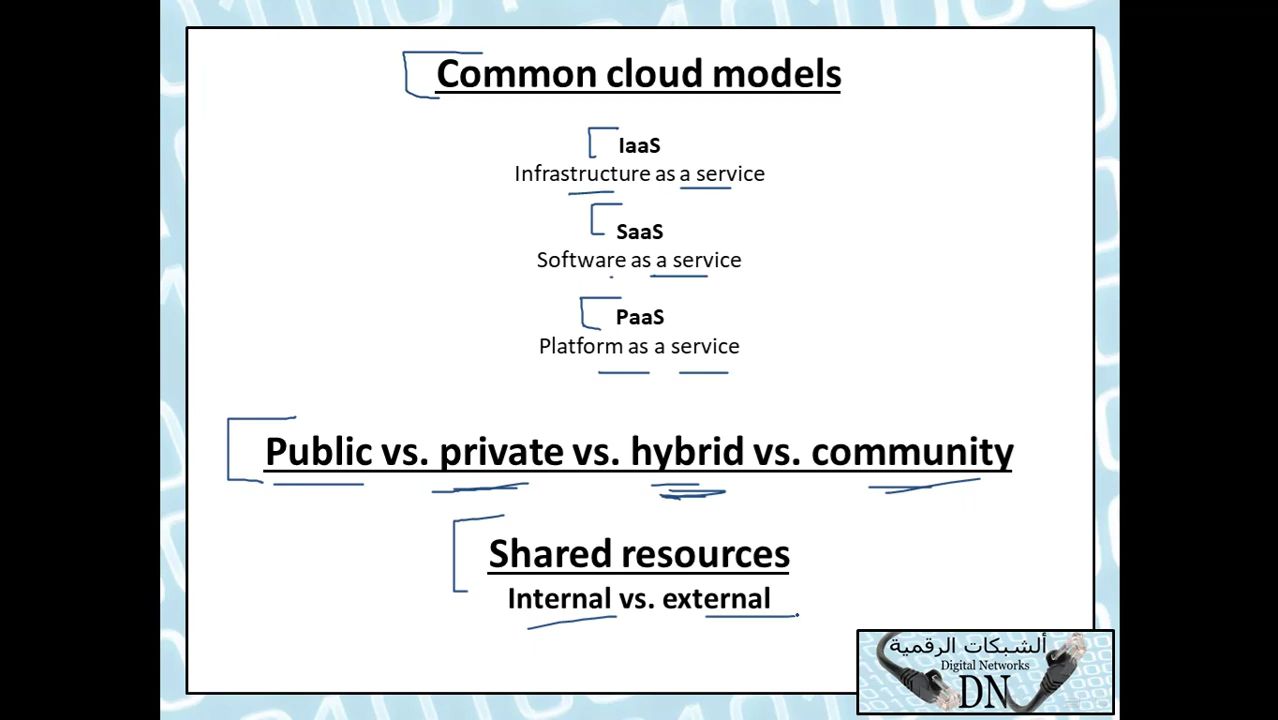 Common cloud models
IaaS
Infrastructure as a service
SaaS
Software as a service
PaaS
Platform as a service
Public vs. private vs. hybrid vs. community
Shared resources
Internal vs. external
ألشبكات الرقمية
Digital Networks
DN